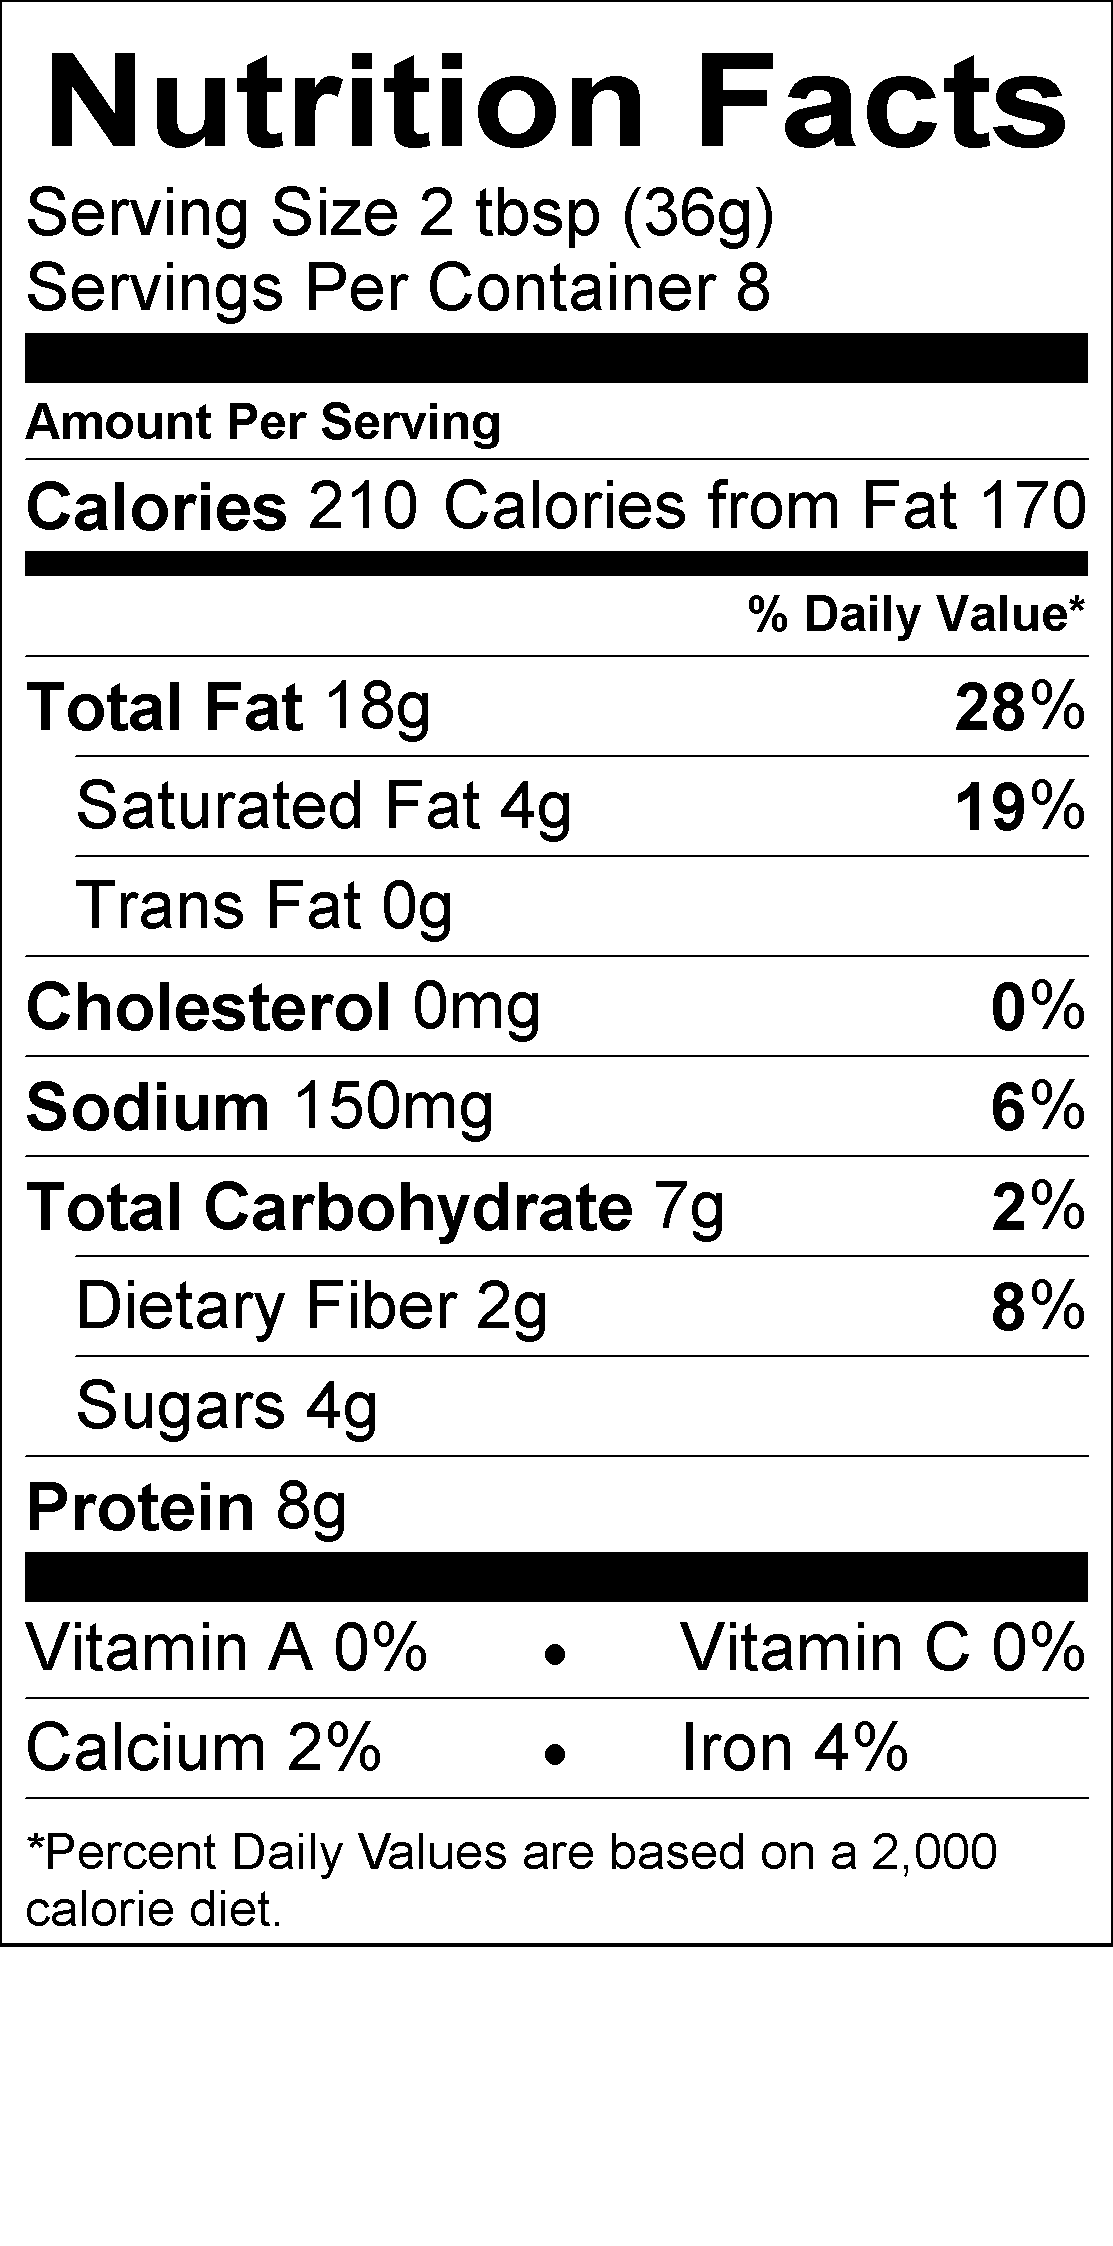 Nutrition Facts
Serving Size 2 tbsp (36g)
Servings Per Container 8
Amount Per Serving
Calories 210 Calories from Fat 170
% Daily Value*
Total Fat 18g 28%
Saturated Fat 4g 19%
Trans Fat 0g
Cholesterol 0mg 0%
Sodium 150mg 6%
Total Carbohydrate 7g 2%
Dietary Fiber 2g 8%
Sugars 4g
Protein 8g
Vitamin A 0% • Vitamin C 0%
Calcium 2% • Iron 4%
*Percent Daily Values are based on a 2,000
calorie diet.